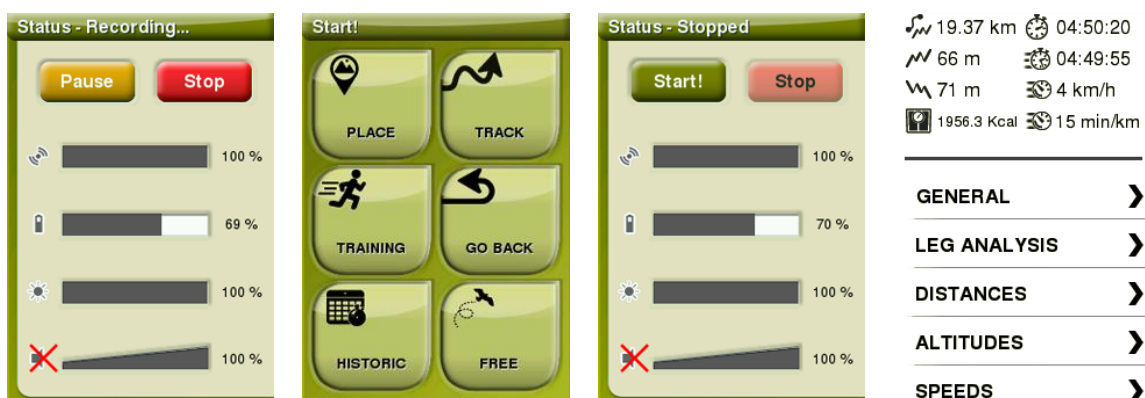 Status - Recording...
Pause
Stop
100 %
69 %
100 %
100 %
Start!
PLACE
TRACK
TRAINING
GO BACK
HISTORIC
FREE
Status - Stopped
Start!
Stop
100 %
70 %
100 %
100 %
19.37 km 04:50:20
66 m 04:49:55
71 m 4 km/h
1956.3 Kcal 15 min/km
GENERAL
LEG ANALYSIS
DISTANCES
ALTITUDES
SPEEDS